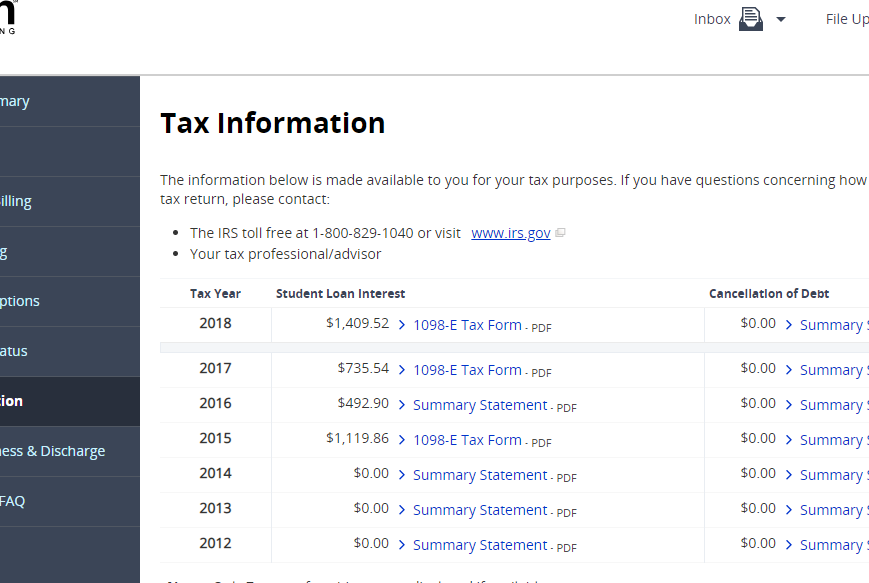 NG
Inbox
File Up
mary
illing
g
ptions
atus
ion
ess & Discharge
FAQ
Tax Information
The information below is made available to you for your tax purposes. If you have questions concerning how
tax return, please contact:
• The IRS toll free at 1-800-829-1040 or visit www.irs.gov
• Your tax professional/advisor
Tax Year Student Loan Interest Cancellation of Debt
2018 $1,409.52 > 1098-E Tax Form - PDF $0.00 > Summary S
2017 $735.54 > 1098-E Tax Form - PDF $0.00 > Summary S
2016 $492.90 > Summary Statement - PDF $0.00 > Summary S
2015 $1,119.86 > 1098-E Tax Form - PDF $0.00 > Summary S
2014 $0.00 > Summary Statement - PDF $0.00 > Summary S
2013 $0.00 > Summary Statement - PDF $0.00 > Summary S
2012 $0.00 > Summary Statement - PDF $0.00 > Summary S